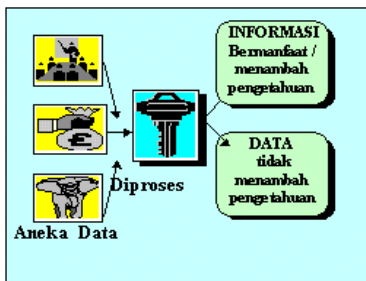 INFORMASI
Bermanfaat /
menambah
pengetahuan
DATA
tidak
menambah
pengetahuan
Diproses
Aneka Data